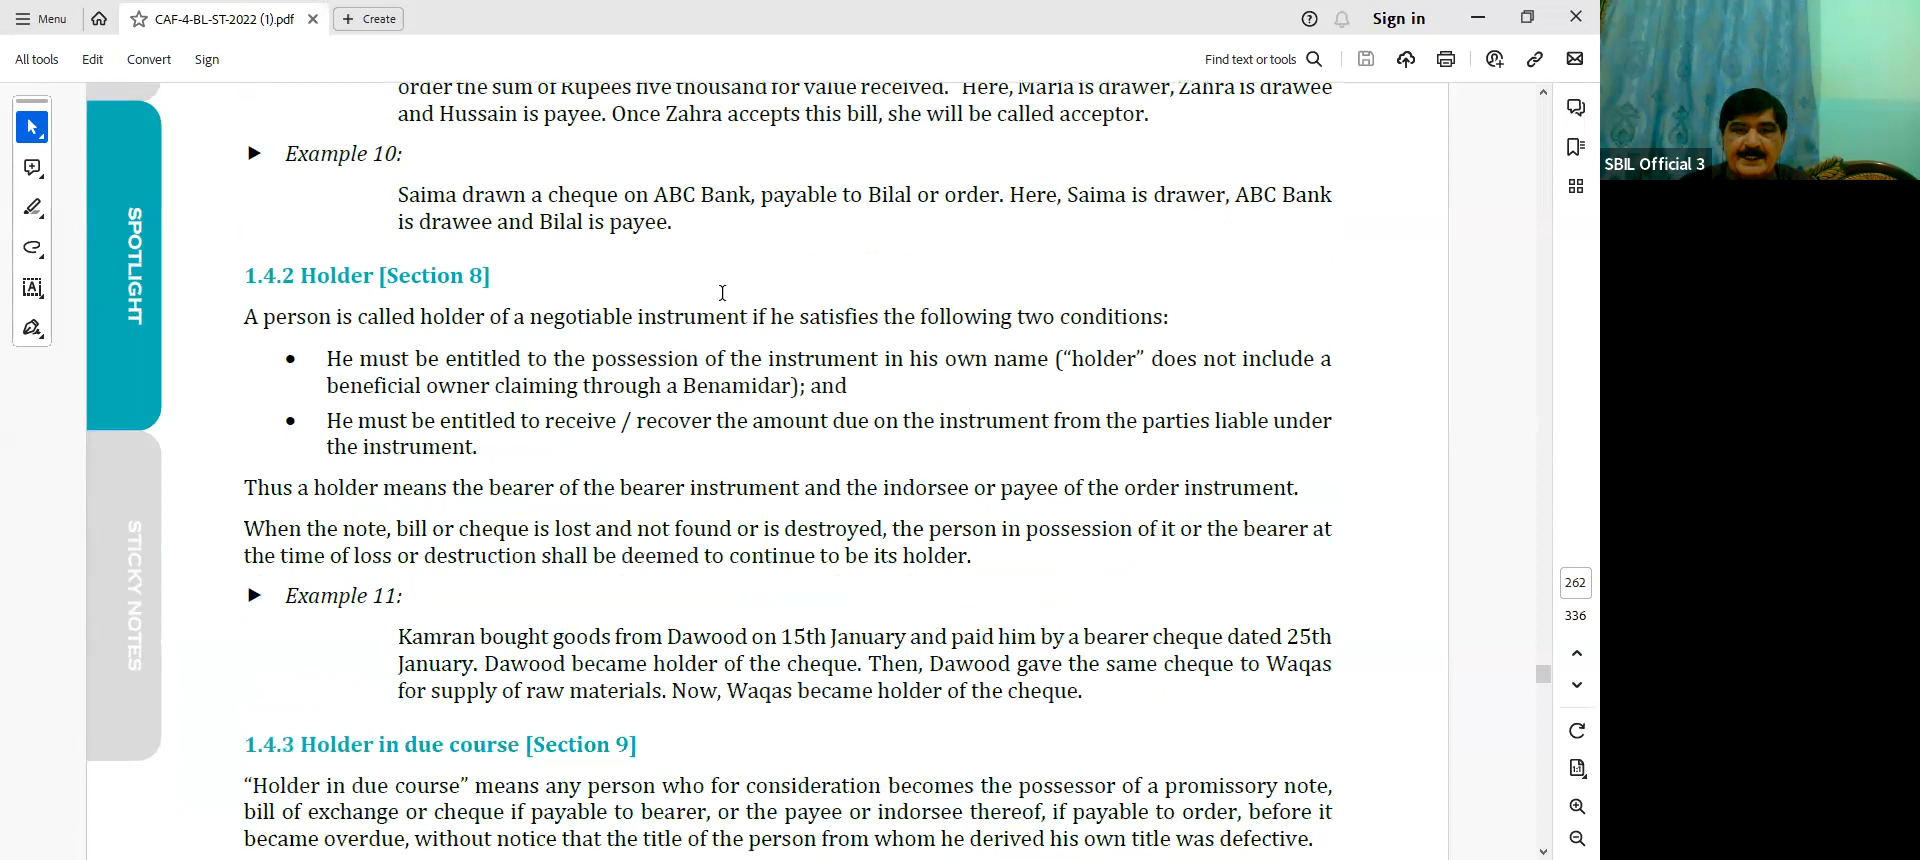 Menu
CAF-4-BL-ST-2022 (1).pdf
Create
Sign in
All tools Edit Convert Sign
Find text or tools
order the sum of Rupees five thousand for value received.” Here, Maria is drawer, Zahra is drawee
and Hussain is payee. Once Zahra accepts this bill, she will be called acceptor.
Example 10:
Saima drawn a cheque on ABC Bank, payable to Bilal or order. Here, Saima is drawer, ABC Bank
is drawee and Bilal is payee.
1.4.2 Holder [Section 8]
A person is called holder of a negotiable instrument if he satisfies the following two conditions:
• He must be entitled to the possession of the instrument in his own name (“holder” does not include a
beneficial owner claiming through a Benamidar); and
• He must be entitled to receive / recover the amount due on the instrument from the parties liable under
the instrument.
Thus a holder means the bearer of the bearer instrument and the indorsee or payee of the order instrument.
When the note, bill or cheque is lost and not found or is destroyed, the person in possession of it or the bearer at
the time of loss or destruction shall be deemed to continue to be its holder.
Example 11:
Kamran bought goods from Dawood on 15th January and paid him by a bearer cheque dated 25th
January. Dawood became holder of the cheque. Then, Dawood gave the same cheque to Waqas
for supply of raw materials. Now, Waqas became holder of the cheque.
1.4.3 Holder in due course [Section 9]
“Holder in due course” means any person who for consideration becomes the possessor of a promissory note,
bill of exchange or cheque if payable to bearer, or the payee or indorsee thereof, if payable to order, before it
became overdue, without notice that the title of the person from whom he derived his own title was defective.
SPOTLIGHT
STICKY NOTES
262
336
SBIL Official 3